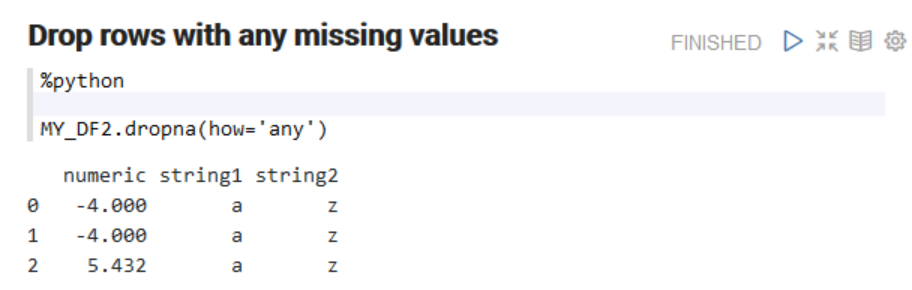 Drop rows with any missing values
FINISHED
%python
MY_DF2.dropna(how='any')
numeric string1 string2
0 -4.000 a z
1 -4.000 a z
2 5.432 a z